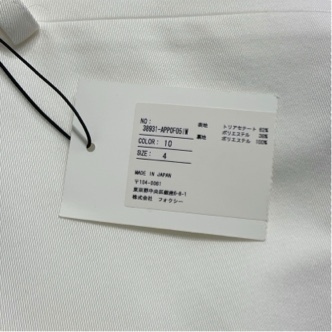 NO:
38931-APPOF051W
COLOR: 10
SIZE: 4
表地 トリアセテート 62%
ポリエステル 38%
裏地 ポリエステル 100%
MADE IN JAPAN
〒104-0061
東京都中央区銀座6-6-1
株式会社 フォクシー